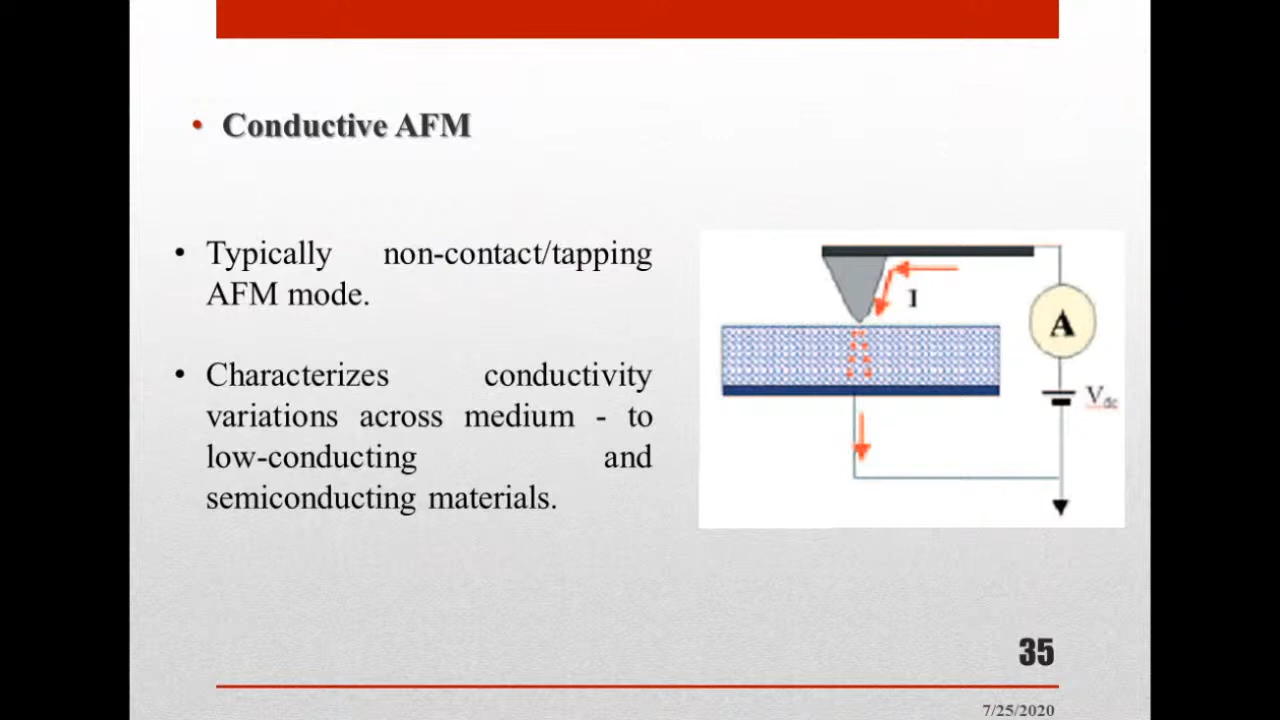 • Conductive AFM
• Typically non-contact/tapping
AFM mode.
• Characterizes conductivity
variations across medium - to
low-conducting and
semiconducting materials.
I
A
Vdc
35
7/25/2020